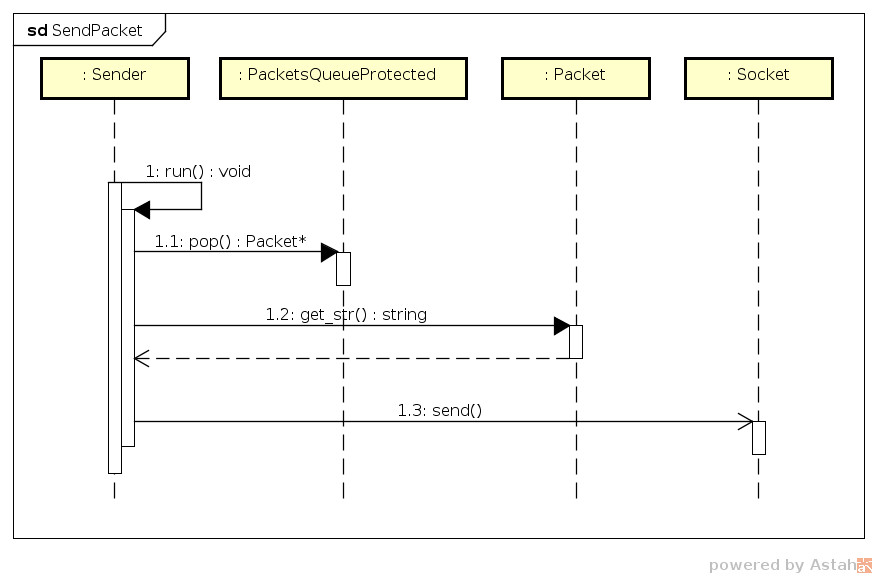 sd SendPacket
: Sender
: PacketsQueueProtected
: Packet
: Socket
1: run() : void
1.1: pop() : Packet*
1.2: get_str() : string
1.3: send()
powered by Astah